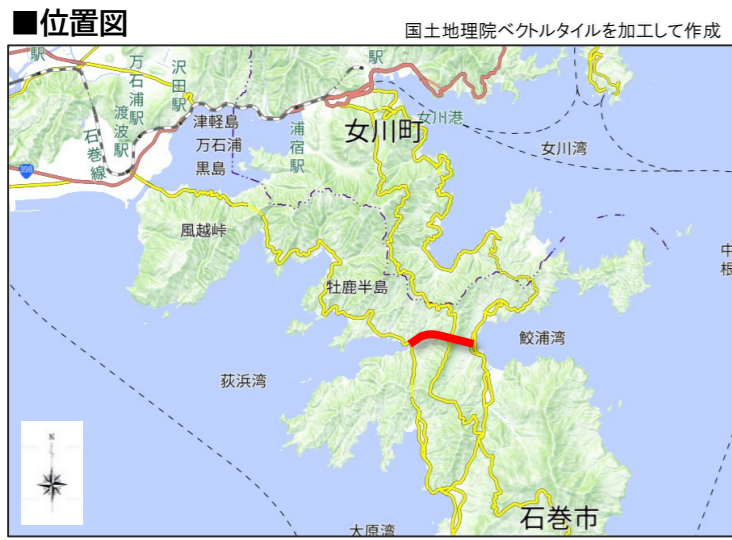 ■位置図
国土地理院ベクトルタイルを加工して作成
駅
万石浦駅
沢田駅
駅
渡波駅
石巻線
津軽島
万石浦
黒島
浦宿駅
女川町
女川港
女川湾
398
風越峠
中根
牡鹿半島
鮫浦湾
荻浜湾
N
大原湾
石巻市